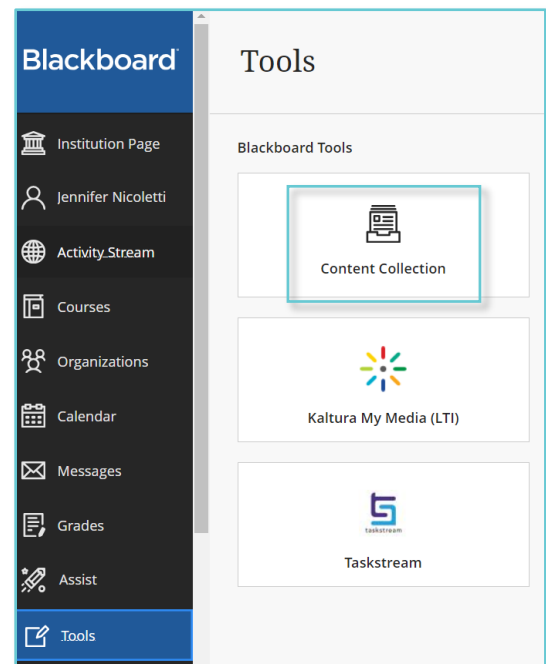 Blackboard
Institution Page
Jennifer Nicoletti
Activity Stream
Courses
Organizations
Calendar
Messages
Grades
Assist
Tools
Tools
Blackboard Tools
Content Collection
Kaltura My Media (LTI)
taskstream
Taskstream